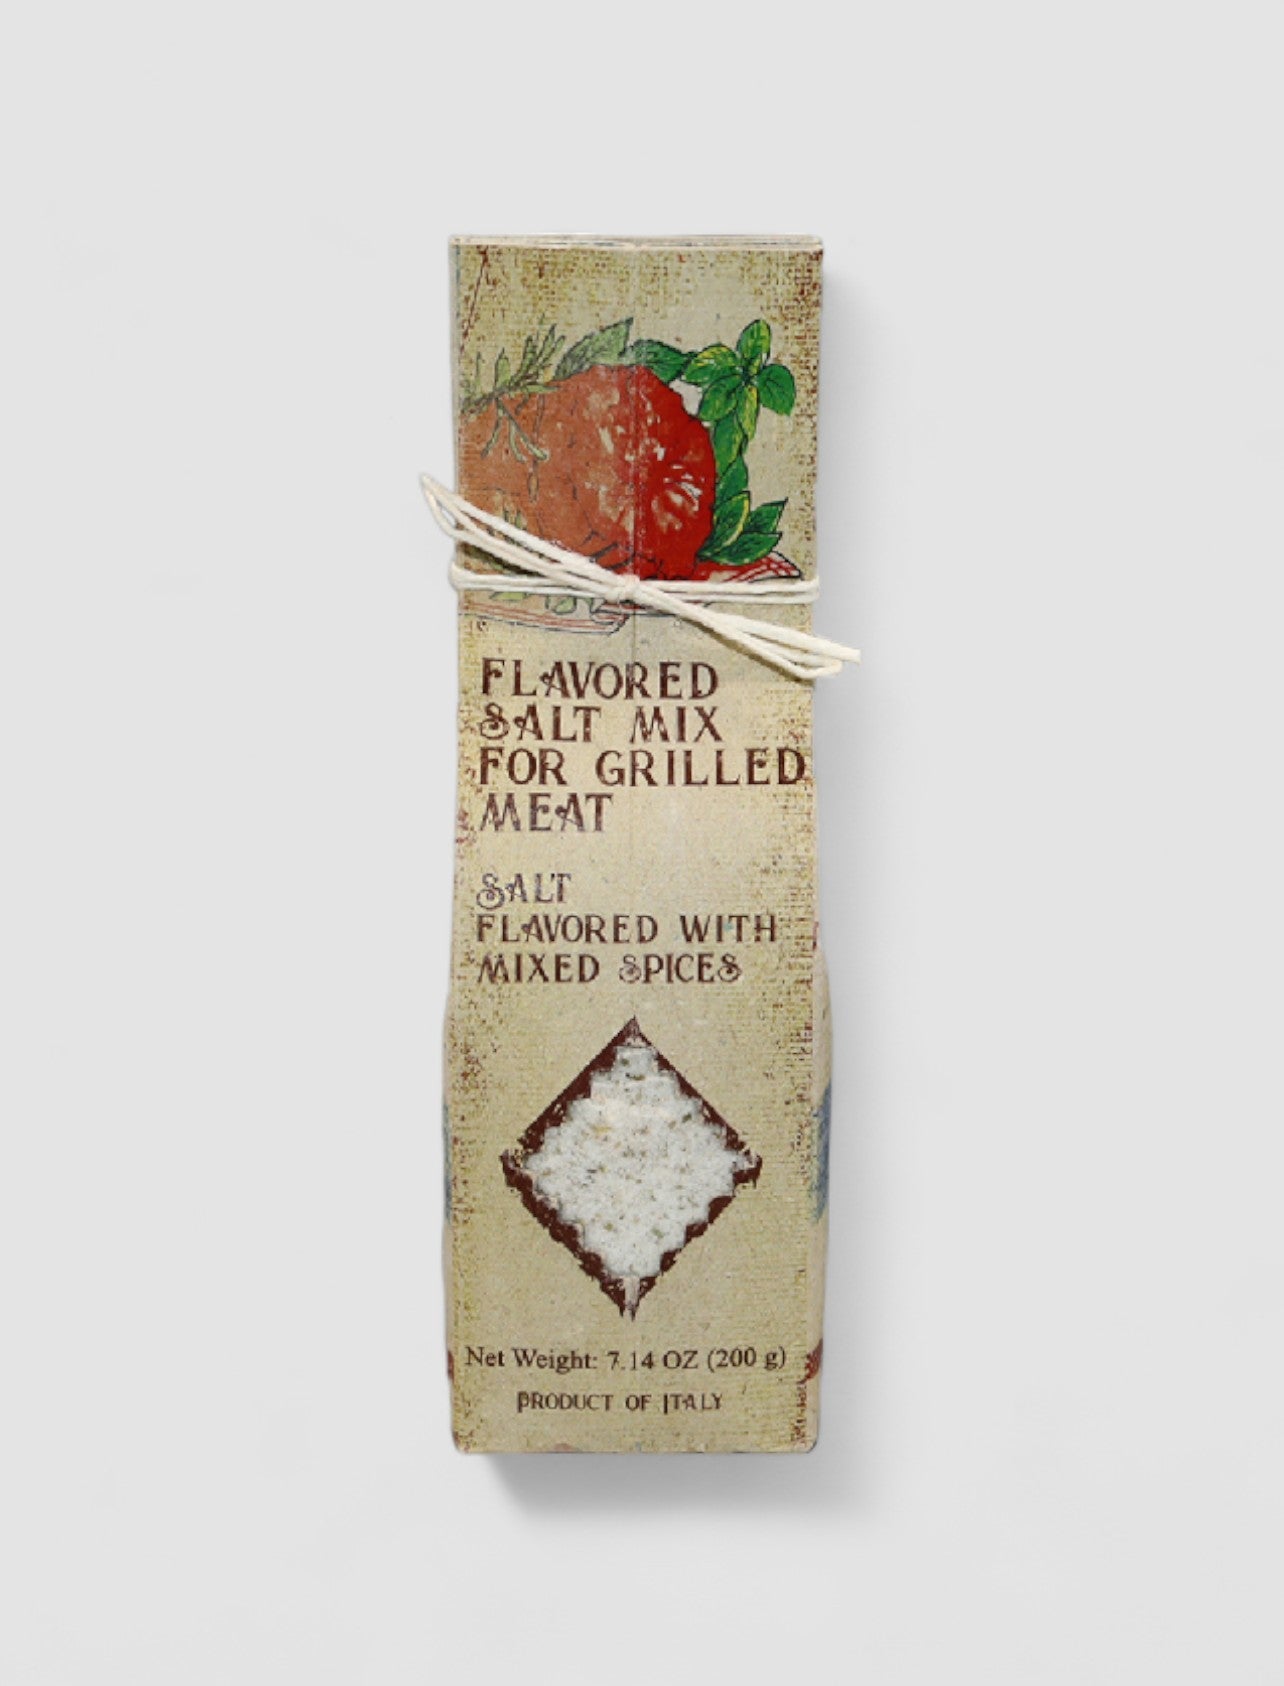 FLAVORED
SALT MIX
FOR GRILLED
MEAT
SALT
FLAVORED WITH
MIXED SPICES
Net Weight: 7.14 OZ (200 g)
PRODUCT OF ITALY